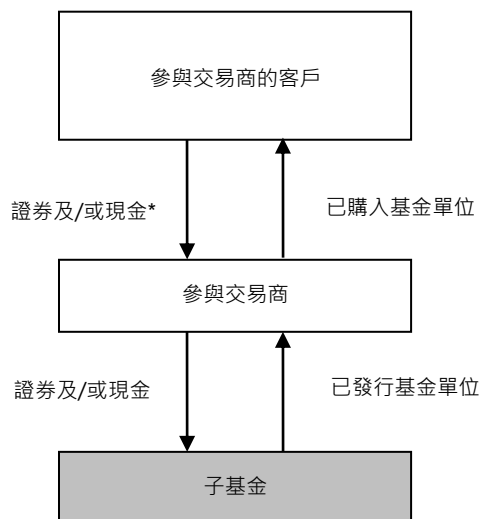 參與交易商的客戶
證券及/或現金*
已購入基金單位
參與交易商
證券及/或現金
已發行基金單位
子基金